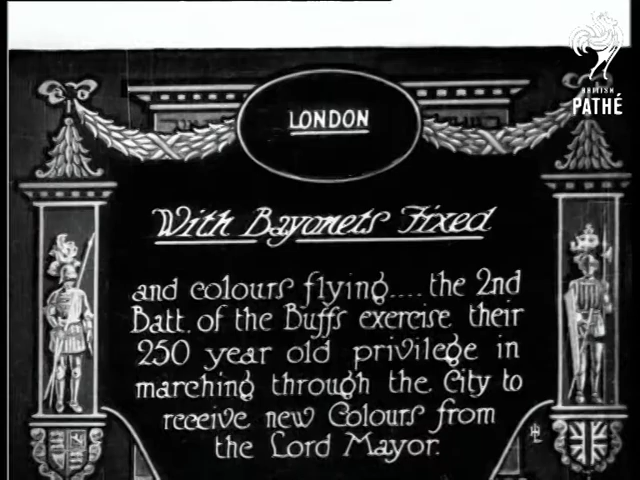 BRITISH
PATHÉ
LONDON
With Bayonets Fixed
and colours flying.... the 2nd
Batt. of the Buffs exercise their
250 year old privilege in
marching through the City to
receive new Colours from
the Lord Mayor.